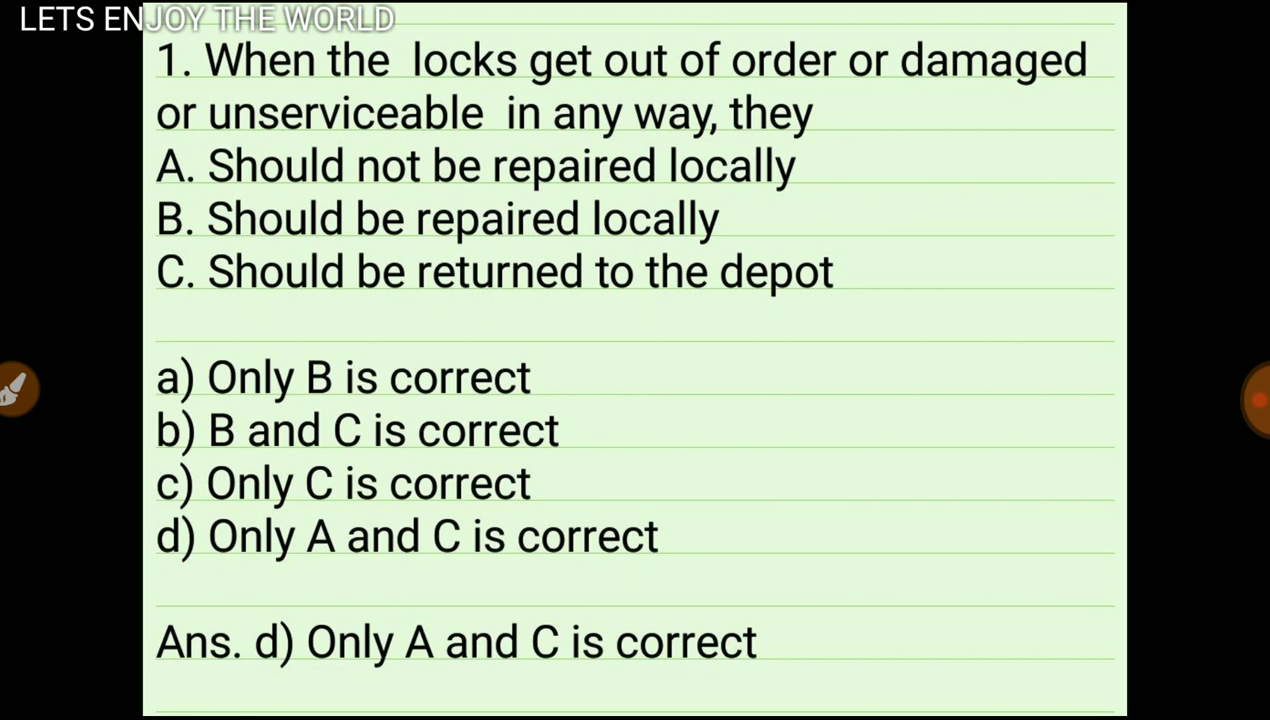 LETS ENJOY THE WORLD
1. When the locks get out of order or damaged
or unserviceable in any way, they
A. Should not be repaired locally
B. Should be repaired locally
C. Should be returned to the depot
a) Only B is correct
b) B and C is correct
c) Only C is correct
d) Only A and C is correct
Ans. d) Only A and C is correct